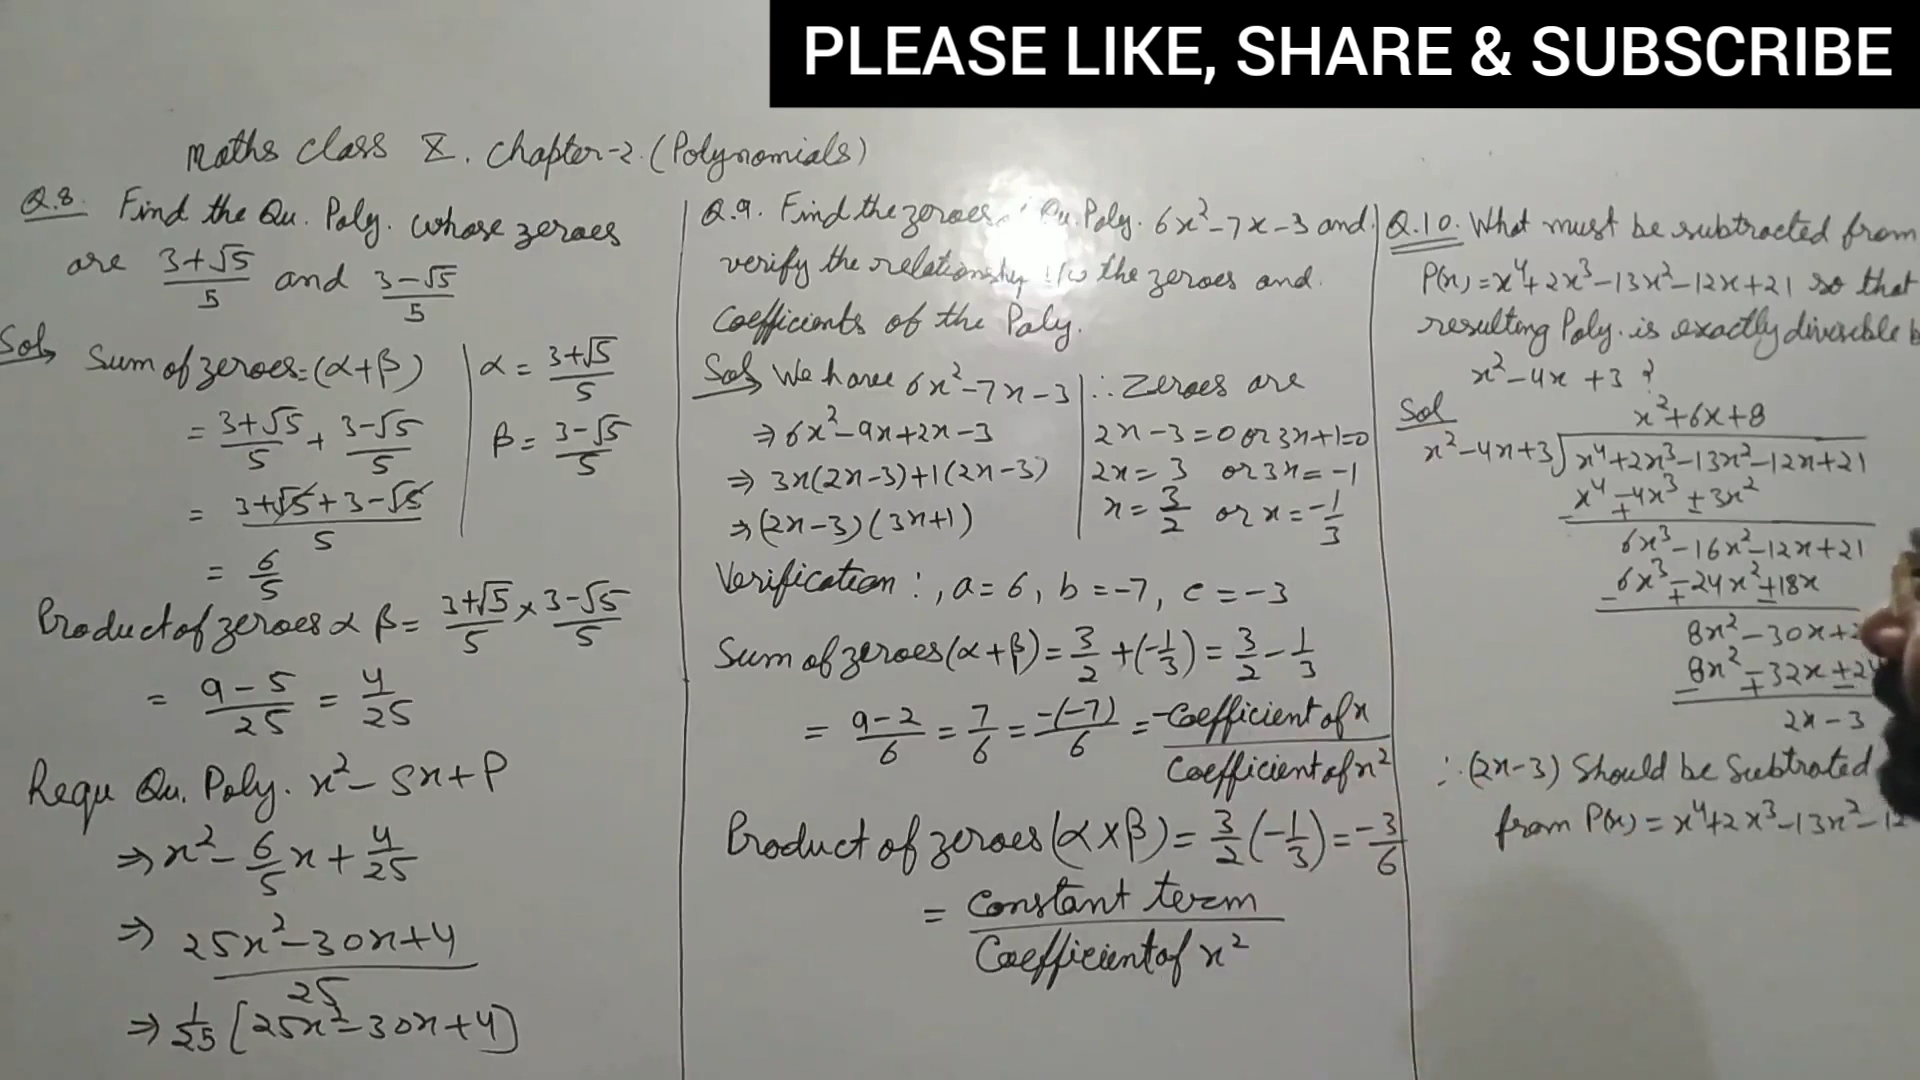 PLEASE LIKE, SHARE & SUBSCRIBE
Maths class X. Chapter-2. (Polynomials)
Q.8. Find the Qu. Poly. whose zeroes
are (3+√5)/5 and (3-√5)/5
Sol
Sum of zeroes = (α+β)
= (3+√5)/5 + (3-√5)/5
= (3+√5+3-√5)/5
= 6/5
α = (3+√5)/5
β = (3-√5)/5
Product of zeroes α β = (3+√5)/5 × (3-√5)/5
= (9-5)/25 = 4/25
Requ Qu. Poly. x²-Sx+P
⇒ x² - 6/5 x + 4/25
⇒ (25x²-30x+4)/25
⇒ 1/25 [25x²-30x+4]
Q.9. Find the zeroes Qu. Poly. 6x²-7x-3 and
verify the relationship b/w the zeroes and
Coefficients of the Poly.
Sol We have 6x²-7x-3
⇒ 6x²-9x+2x-3
⇒ 3x(2x-3)+1(2x-3)
⇒ (2x-3)(3x+1)
∴ Zeroes are
2x-3=0 or 3x+1=0
2x=3 or 3x=-1
x=3/2 or x=-1/3
Verification:, a=6, b=-7, c=-3
Sum of zeroes (α+β) = 3/2 + (-1/3) = 3/2 - 1/3
= (9-2)/6 = 7/6 = -(-7)/6 = -Coefficient of x / Coefficient of x²
Product of zeroes (α×β) = 3/2 (-1/3) = -3/6
= Constant term / Coefficient of x²
Q.10. What must be subtracted from
P(x) = x⁴+2x³-13x²-12x+21 so that
resulting Poly. is exactly divisible
x²-4x+3 ?
Sol
x²+6x+8
x²-4x+3 ) x⁴+2x³-13x²-12x+21
x⁴-4x³+3x²
- + -
6x³-16x²-12x+21
6x³-24x²+18x
- + -
8x²-30x+
8x²-32x+2
- + -
2x-3
∴ (2x-3) Should be Subtrated
from P(x) = x⁴+2x³-13x²-12